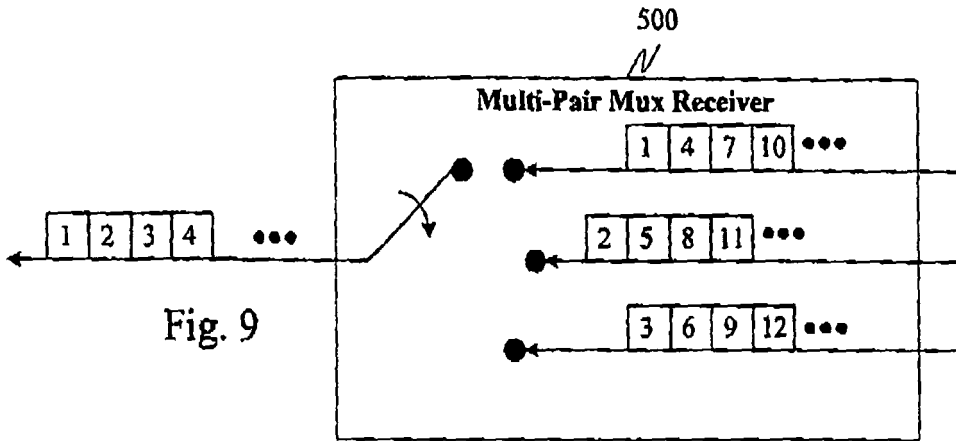 500
Multi-Pair Mux Receiver
1 4 7 10 •••
1 2 3 4 •••
2 5 8 11 •••
3 6 9 12 •••
Fig. 9